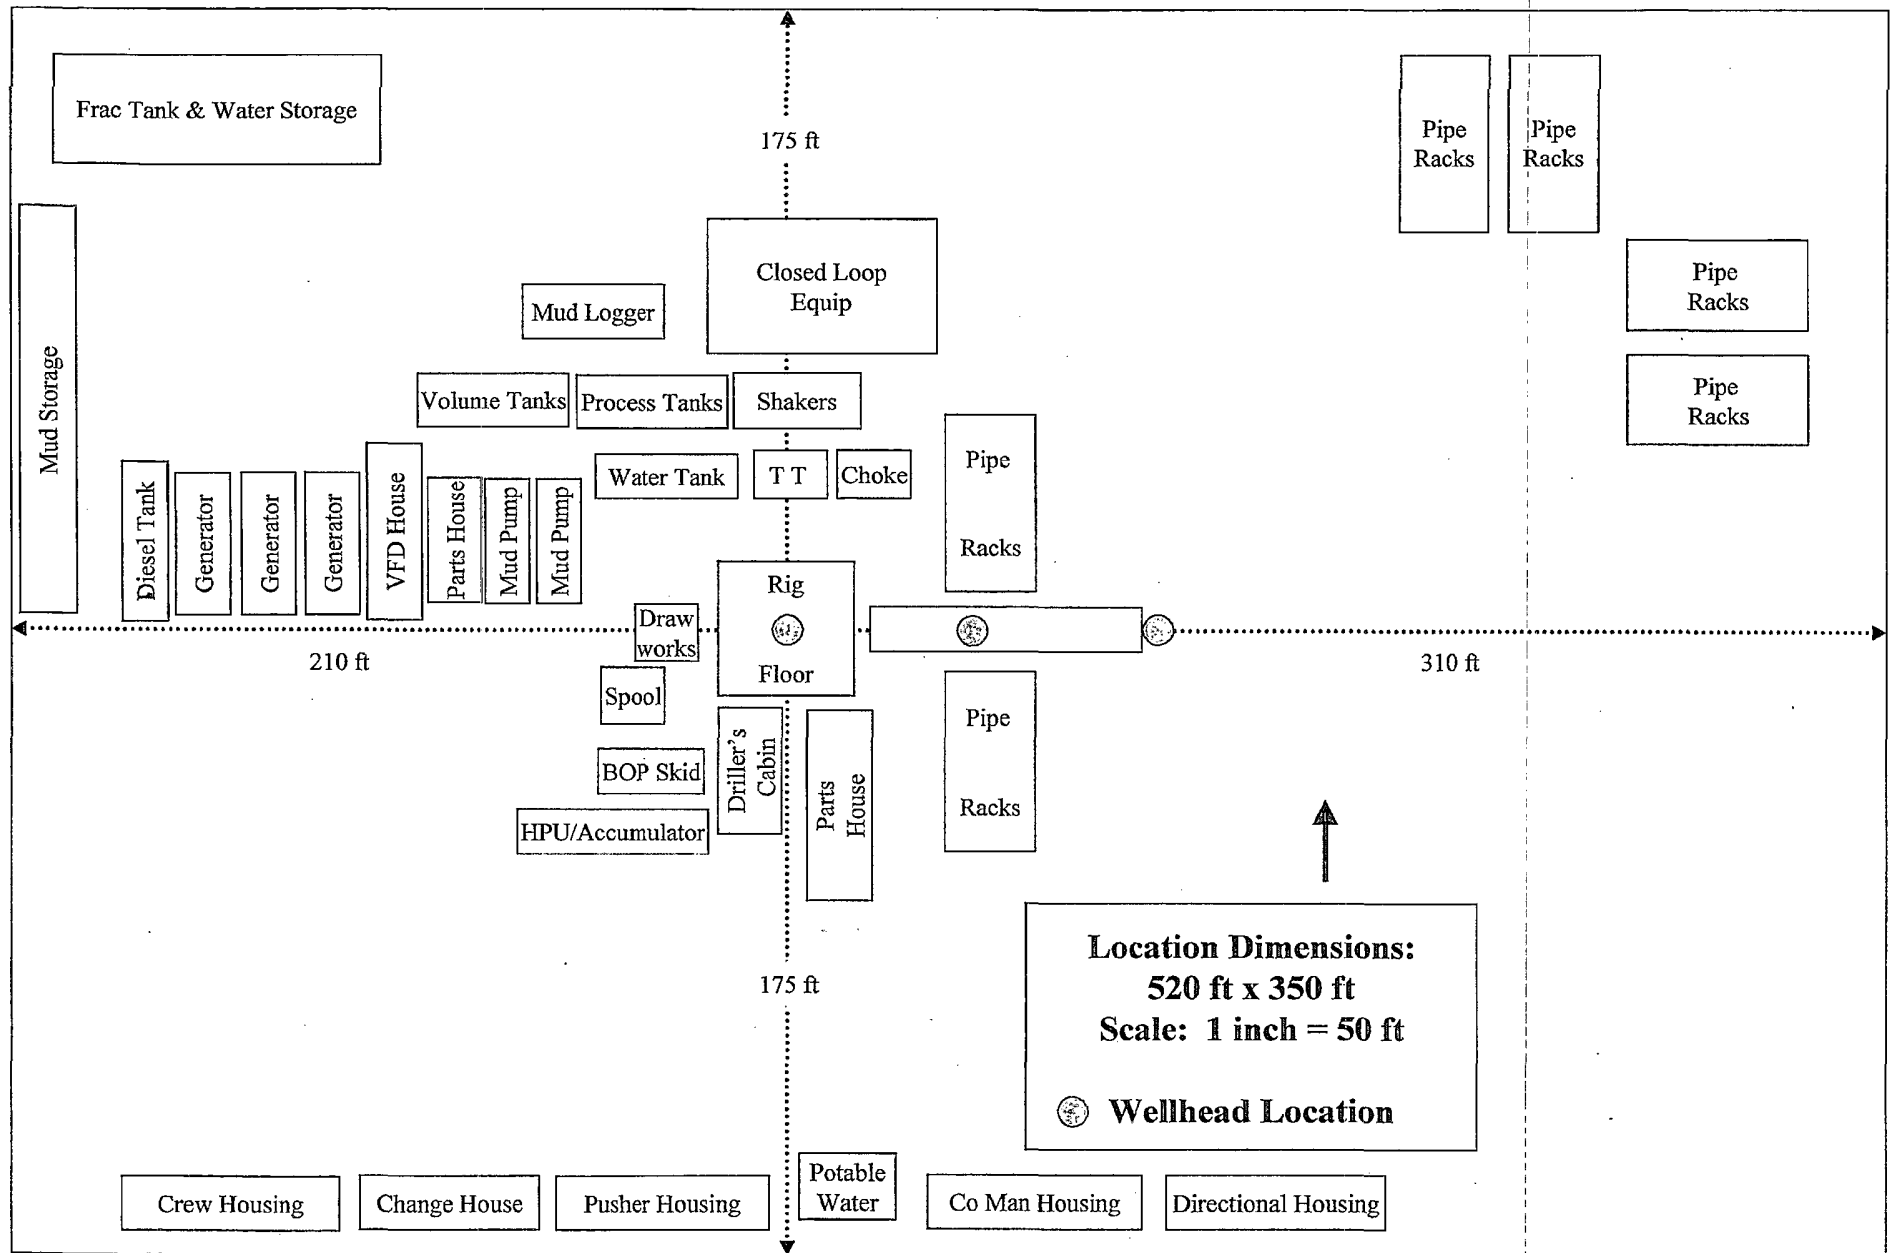 Frac Tank & Water Storage
175 ft
Pipe
Racks
Pipe
Racks
Mud Storage
Mud Logger
Closed Loop
Equip
Pipe
Racks
Pipe
Racks
Volume Tanks
Process Tanks
Shakers
Diesel Tank
Generator
Generator
Generator
VFD House
Parts House
Mud Pump
Mud Pump
Water Tank
T T
Choke
Pipe
Racks
Draw
works
Rig
Floor
210 ft
310 ft
Spool
BOP Skid
HPU/Accumulator
Driller's
Cabin
Parts
House
Pipe
Racks
175 ft
Location Dimensions:
520 ft x 350 ft
Scale: 1 inch = 50 ft
Wellhead Location
Crew Housing
Change House
Pusher Housing
Potable
Water
Co Man Housing
Directional Housing